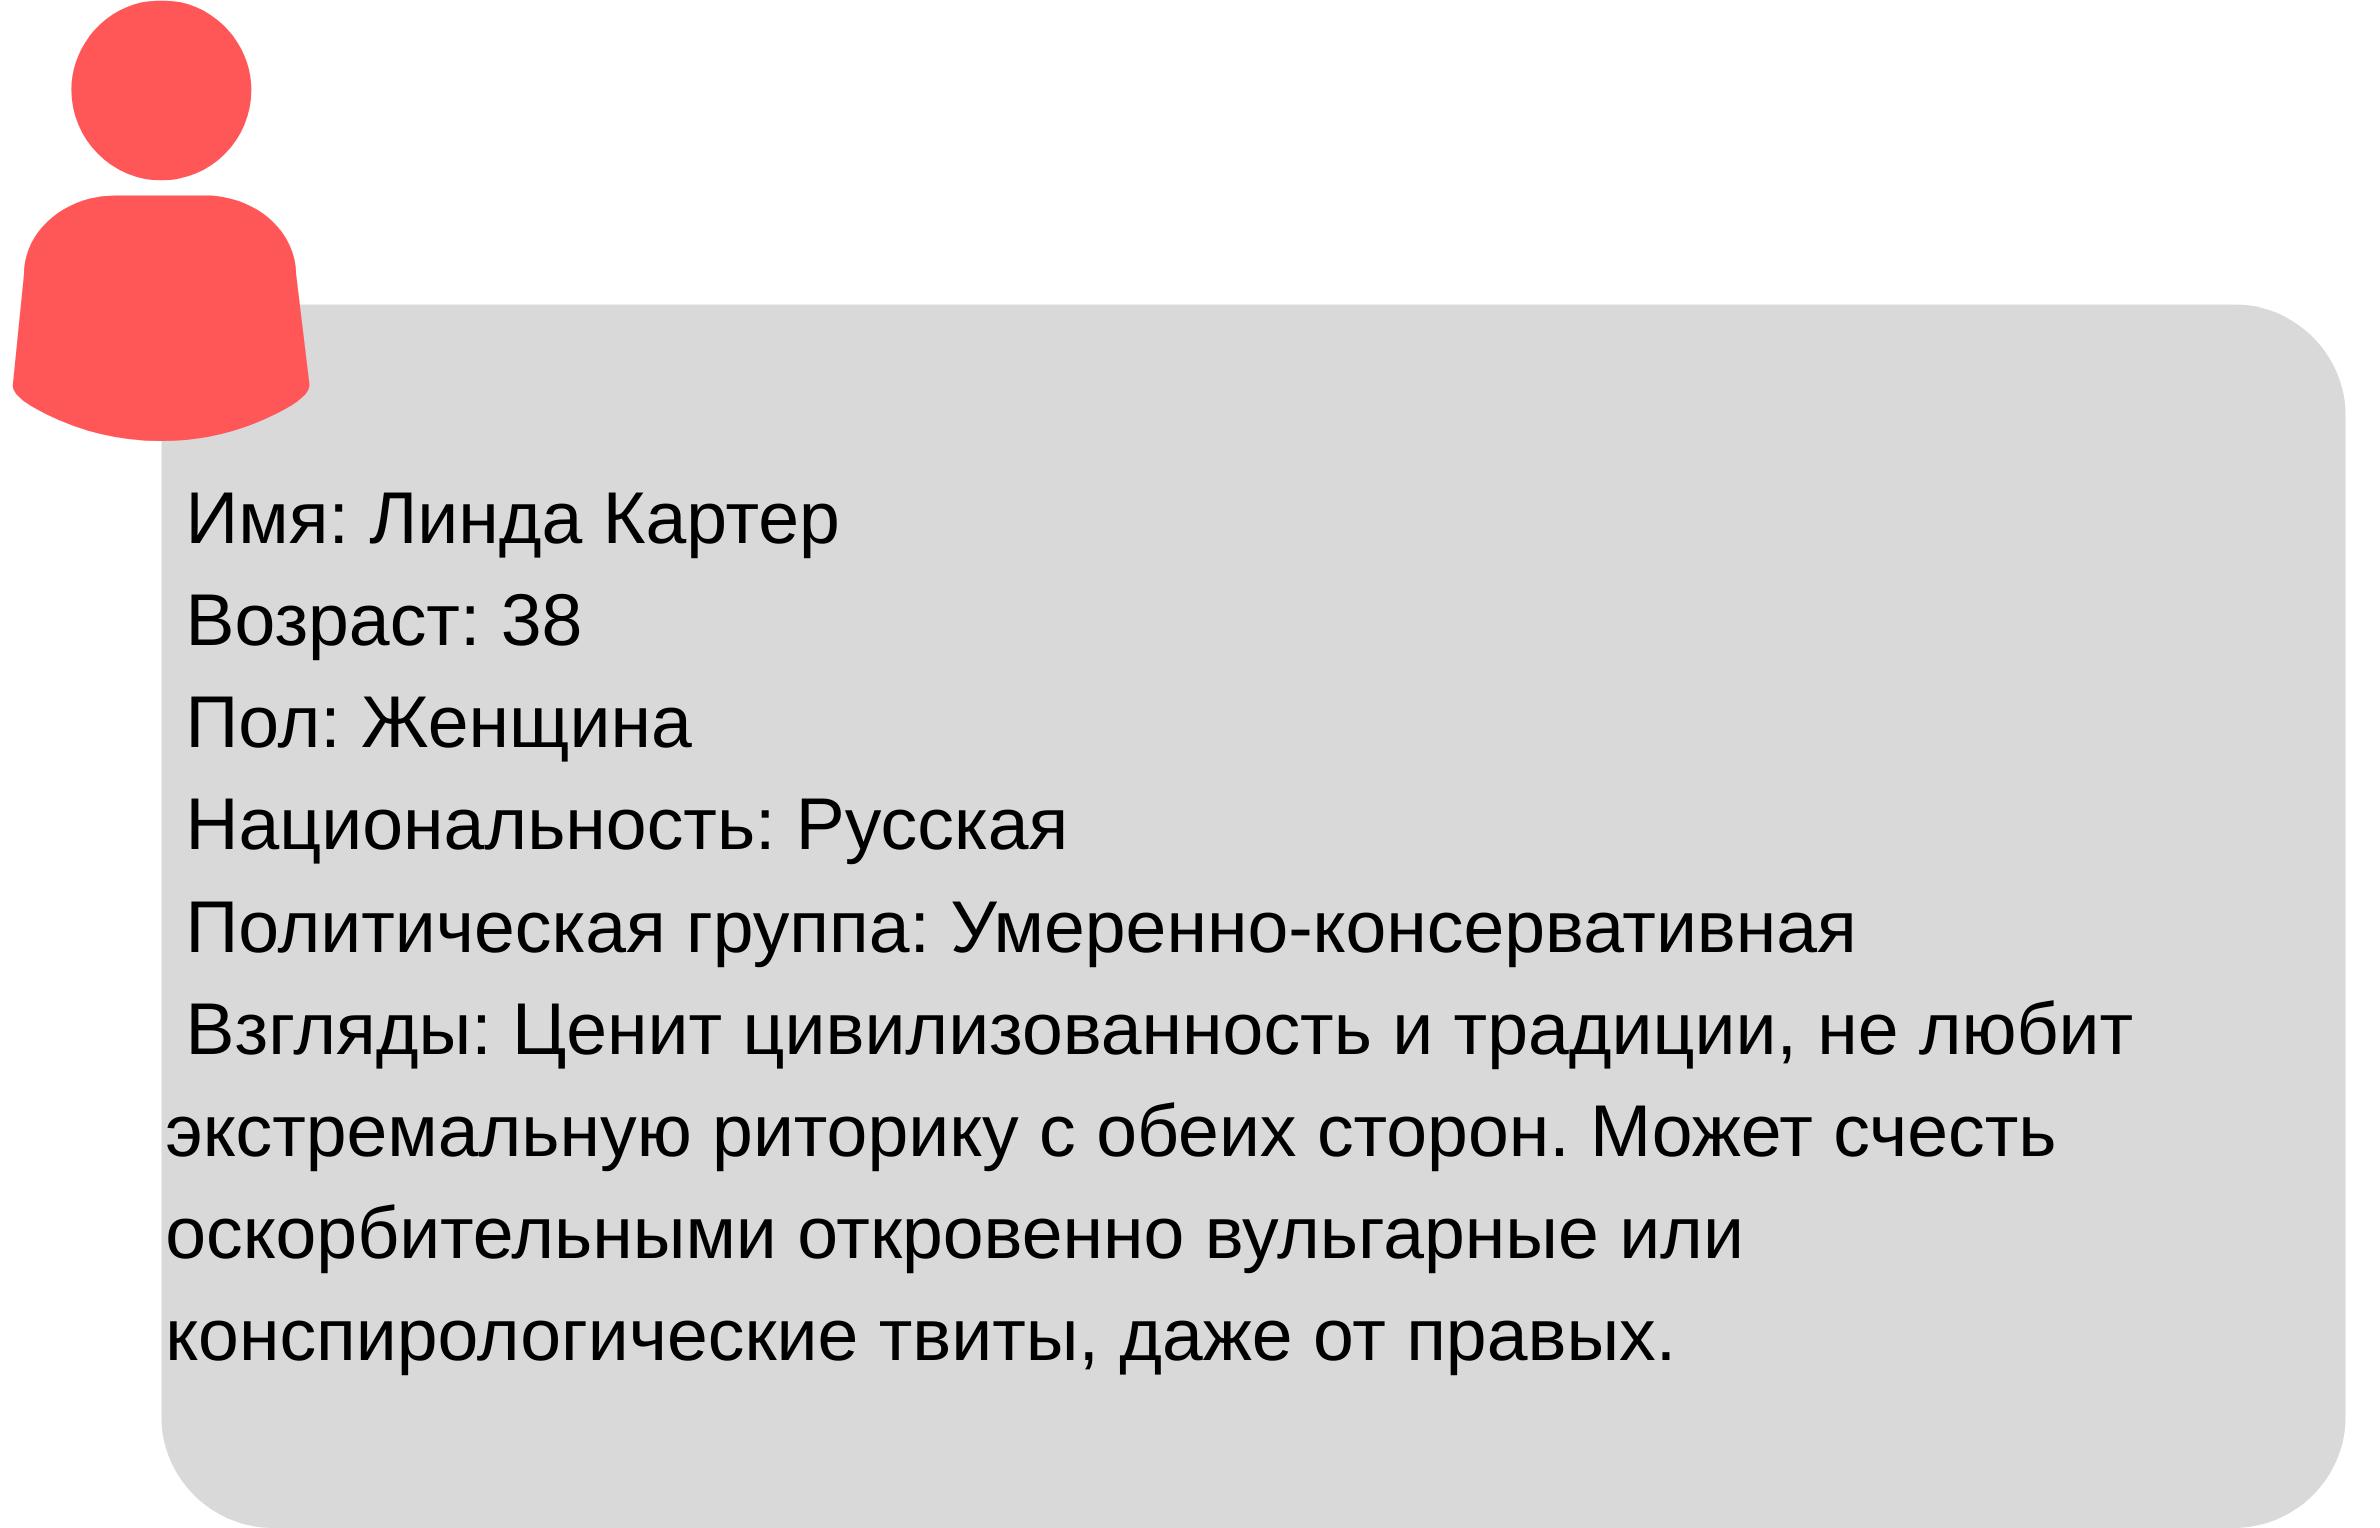 Имя: Линда Картер
Возраст: 38
Пол: Женщина
Национальность: Русская
Политическая группа: Умеренно-консервативная
Взгляды: Ценит цивилизованность и традиции, не любит
экстремальную риторику с обеих сторон. Может счесть
оскорбительными откровенно вульгарные или
конспирологические твиты, даже от правых.